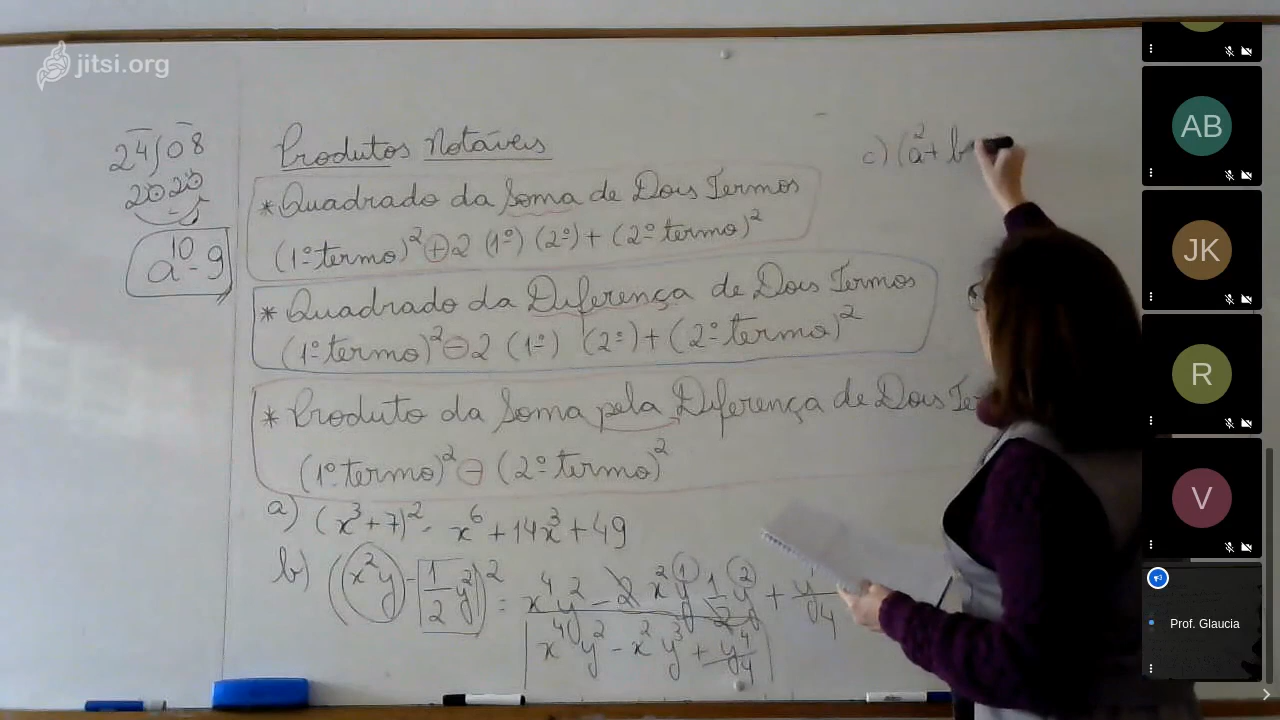 jitsi.org
24/08
2020
a¹⁰ - 9
Produtos Notáveis
* Quadrado da Soma de Dois Termos
(1º termo)² + 2 (1º) (2º) + (2º termo)²
* Quadrado da Diferença de Dois Termos
(1º termo)² - 2 (1º) (2º) + (2º termo)²
* Produto da Soma pela Diferença de Dois Ter
(1º termo)² - (2º termo)²
a) (x³ + 7)² = x⁶ + 14x³ + 49
b) (x²y - 1/2 y²)² = x⁴y² - 2 x²y 1/2 y² + y⁴/4
x⁴y² - x²y³ + y⁴/4
c) (a² + b
AB
JK
R
V
Prof. Glaucia